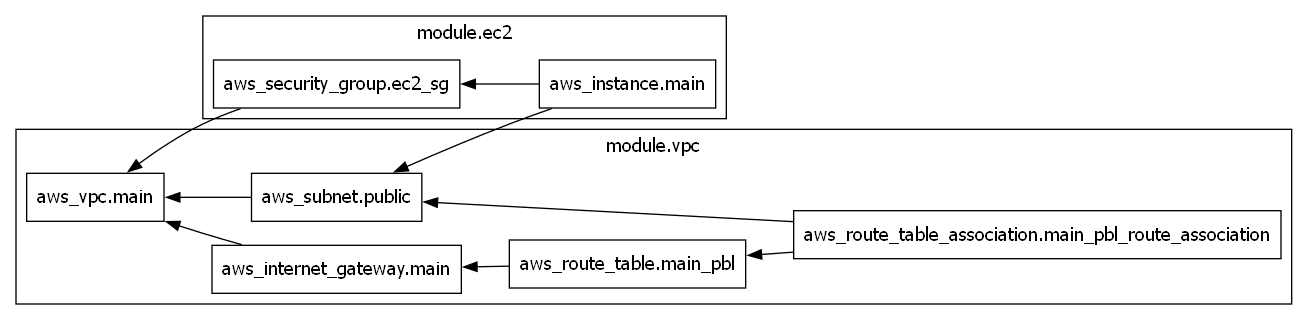 module.ec2
aws_security_group.ec2_sg
aws_instance.main
module.vpc
aws_vpc.main
aws_subnet.public
aws_route_table_association.main_pbl_route_association
aws_internet_gateway.main
aws_route_table.main_pbl